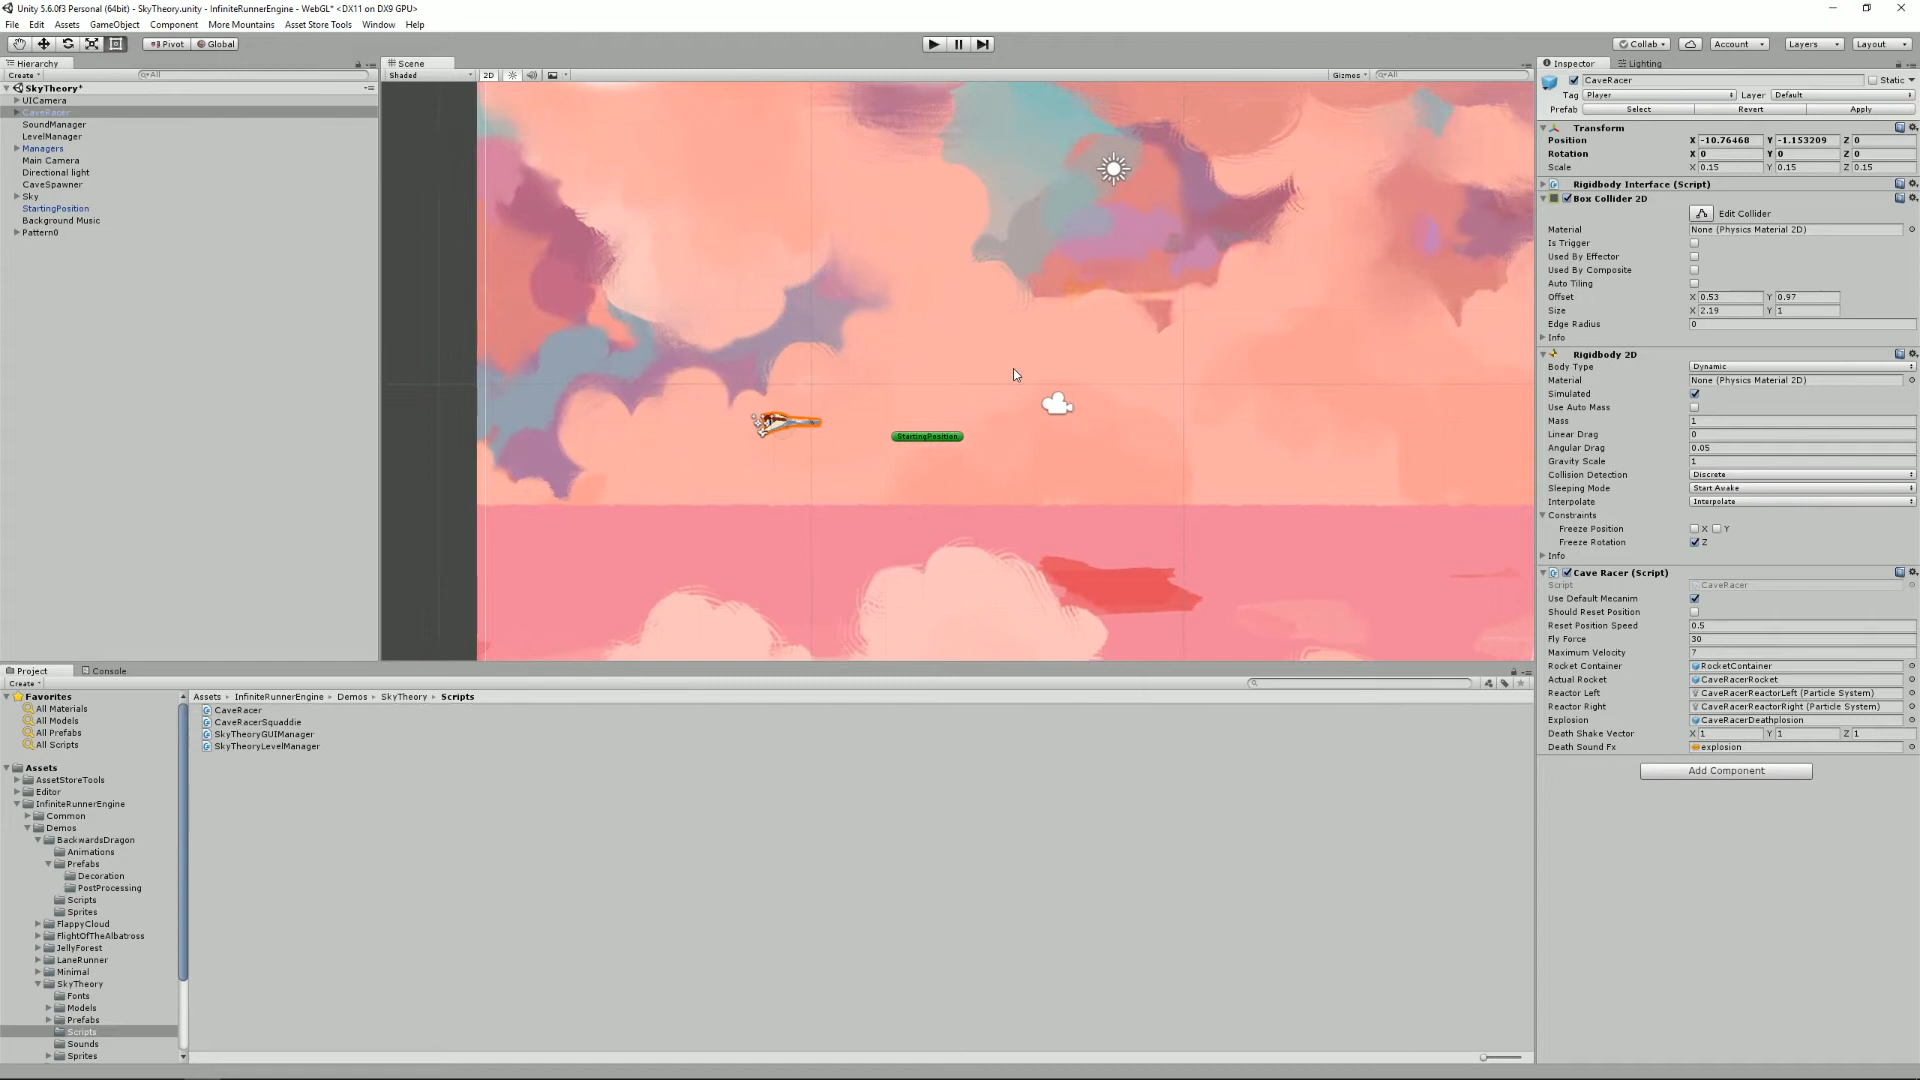 Unity 5.6.0f3 Personal (64bit) - SkyTheory.unity - InfiniteRunnerEngine - WebGL* <DX11 on DX9 GPU>
File Edit Assets GameObject Component More Mountains Asset Store Tools Window Help
Pivot Global Collab Account Layers Layout
Hierarchy
Create All
SkyTheory*
UICamera
CaveRacer
SoundManager
LevelManager
Managers
Main Camera
Directional light
CaveSpawner
Sky
StartingPosition
Background Music
Pattern0
Scene
Shaded 2D Gizmos All
StartingPosition
Inspector Lighting
CaveRacer Static
Tag Player Layer Default
Prefab Select Revert Apply
Transform
Position X -10.76468 Y -1.153209 Z 0
Rotation X 0 Y 0 Z 0
Scale X 0.15 Y 0.15 Z 0.15
Rigidbody Interface (Script)
Box Collider 2D
Edit Collider
Material None (Physics Material 2D)
Is Trigger
Used By Effector
Used By Composite
Auto Tiling
Offset X 0.53 Y 0.97
Size X 2.19 Y 1
Edge Radius 0
Info
Rigidbody 2D
Body Type Dynamic
Material None (Physics Material 2D)
Simulated
Use Auto Mass
Mass 1
Linear Drag 0
Angular Drag 0.05
Gravity Scale 1
Collision Detection Discrete
Sleeping Mode Start Awake
Interpolate Interpolate
Constraints
Freeze Position X Y
Freeze Rotation Z
Info
Cave Racer (Script)
Script CaveRacer
Use Default Mecanim
Should Reset Position
Reset Position Speed 0.5
Fly Force 30
Maximum Velocity 7
Rocket Container RocketContainer
Actual Rocket CaveRacerRocket
Reactor Left CaveRacerReactorLeft (Particle System)
Reactor Right CaveRacerReactorRight (Particle System)
Explosion CaveRacerDeathplosion
Death Shake Vector X 1 Y 1 Z 1
Death Sound Fx explosion
Add Component
Project Console
Create
Favorites
All Materials
All Models
All Prefabs
All Scripts
Assets
AssetStoreTools
Editor
InfiniteRunnerEngine
Common
Demos
BackwardsDragon
Animations
Prefabs
Decoration
PostProcessing
Scripts
Sprites
FlappyCloud
FlightOfTheAlbatross
JellyForest
LaneRunner
Minimal
SkyTheory
Fonts
Models
Prefabs
Scripts
Sounds
Sprites
Assets InfiniteRunnerEngine Demos SkyTheory Scripts
CaveRacer
CaveRacerSquaddie
SkyTheoryGUIManager
SkyTheoryLevelManager